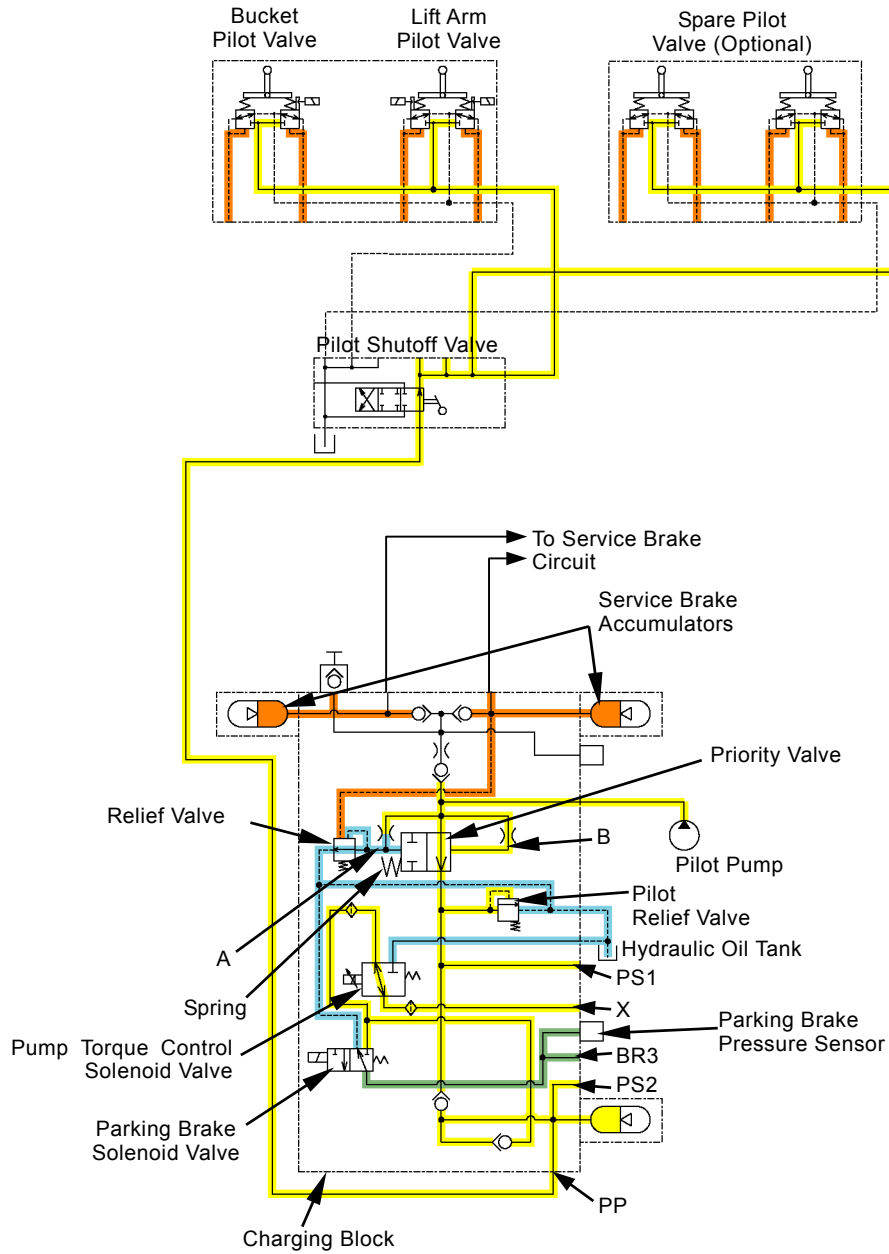 Bucket
Pilot Valve
Lift Arm
Pilot Valve
Spare Pilot
Valve (Optional)
Pilot Shutoff Valve
To Service Brake
Circuit
Service Brake
Accumulators
Priority Valve
Relief Valve
B
Pilot Pump
Pilot
Relief Valve
A
Hydraulic Oil Tank
PS1
Spring
X
Parking Brake
Pressure Sensor
Pump Torque Control
Solenoid Valve
BR3
PS2
Parking Brake
Solenoid Valve
PP
Charging Block